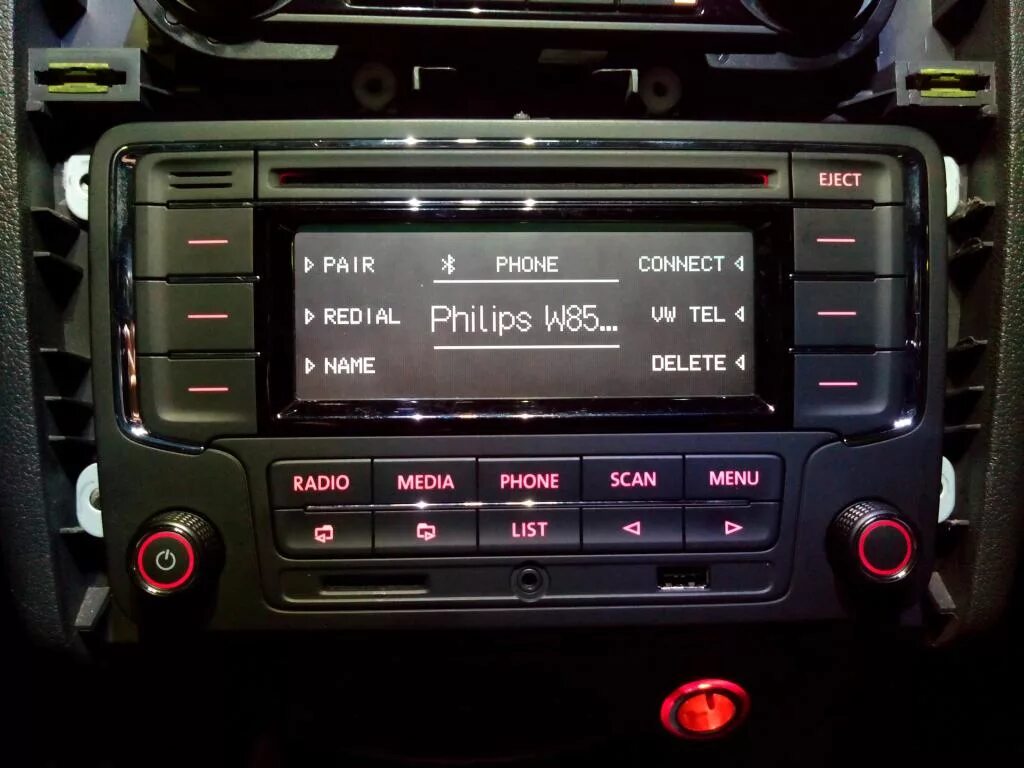 EJECT
PAIR PHONE CONNECT
REDIAL Philips W85... VW TEL
NAME DELETE
RADIO MEDIA PHONE SCAN MENU
LIST